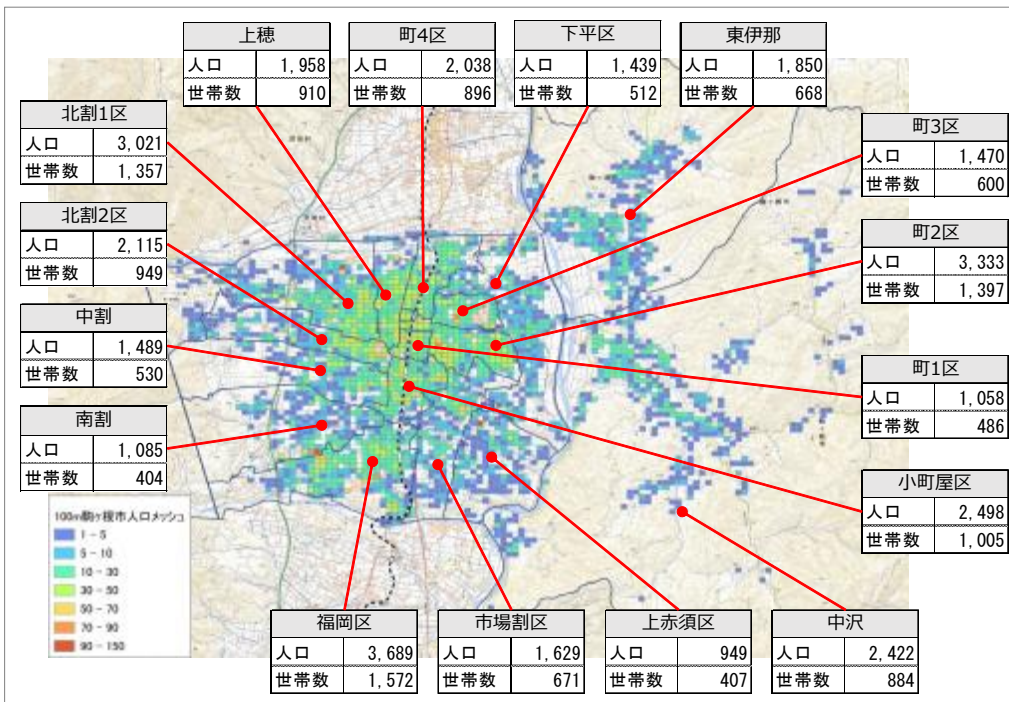 上穂
人口 1,958
世帯数 910
町4区
人口 2,038
世帯数 896
下平区
人口 1,439
世帯数 512
東伊那
人口 1,850
世帯数 668
北割1区
人口 3,021
世帯数 1,357
町3区
人口 1,470
世帯数 600
北割2区
人口 2,115
世帯数 949
町2区
人口 3,333
世帯数 1,397
中割
人口 1,489
世帯数 530
町1区
人口 1,058
世帯数 486
南割
人口 1,085
世帯数 404
小町屋区
人口 2,498
世帯数 1,005
100m駒ヶ根市人口メッシュ
1 - 5
5 - 10
10 - 30
30 - 50
50 - 70
70 - 90
90 - 150
福岡区
人口 3,689
世帯数 1,572
市場割区
人口 1,629
世帯数 671
上赤須区
人口 949
世帯数 407
中沢
人口 2,422
世帯数 884